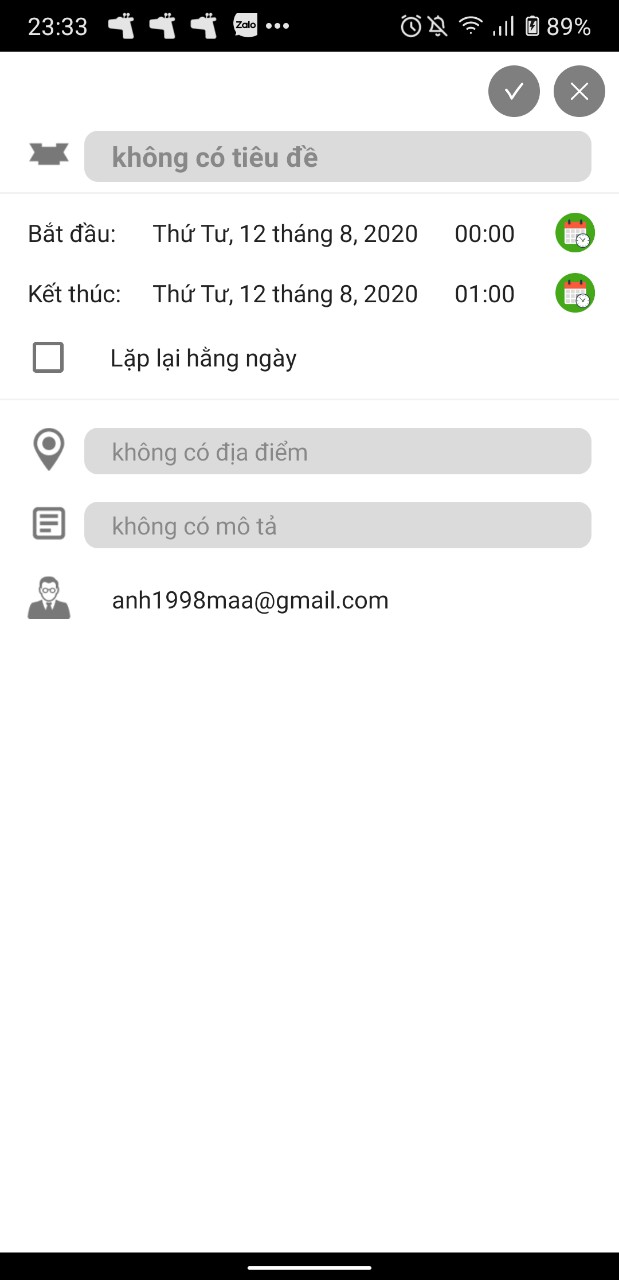 23:33 Zalo 89%
không có tiêu đề
Bắt đầu: Thứ Tư, 12 tháng 8, 2020 00:00
Kết thúc: Thứ Tư, 12 tháng 8, 2020 01:00
Lặp lại hằng ngày
không có địa điểm
không có mô tả
anh1998maa@gmail.com